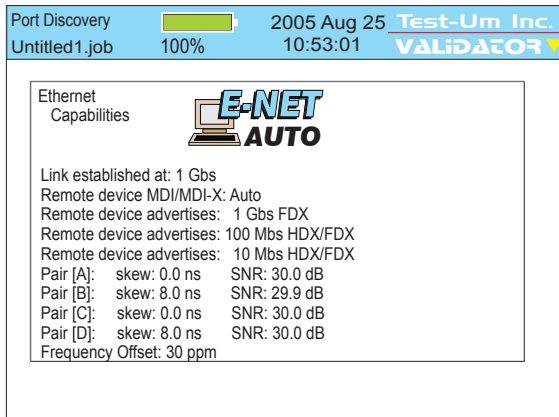 Port Discovery 2005 Aug 25 Test-Um Inc.
Untitled1.job 100% 10:53:01 VALiDATOR
Ethernet
Capabilities
E-NET
AUTO
Link established at: 1 Gbs
Remote device MDI/MDI-X: Auto
Remote device advertises: 1 Gbs FDX
Remote device advertises: 100 Mbs HDX/FDX
Remote device advertises: 10 Mbs HDX/FDX
Pair [A]: skew: 0.0 ns SNR: 30.0 dB
Pair [B]: skew: 8.0 ns SNR: 29.9 dB
Pair [C]: skew: 0.0 ns SNR: 30.0 dB
Pair [D]: skew: 8.0 ns SNR: 30.0 dB
Frequency Offset: 30 ppm